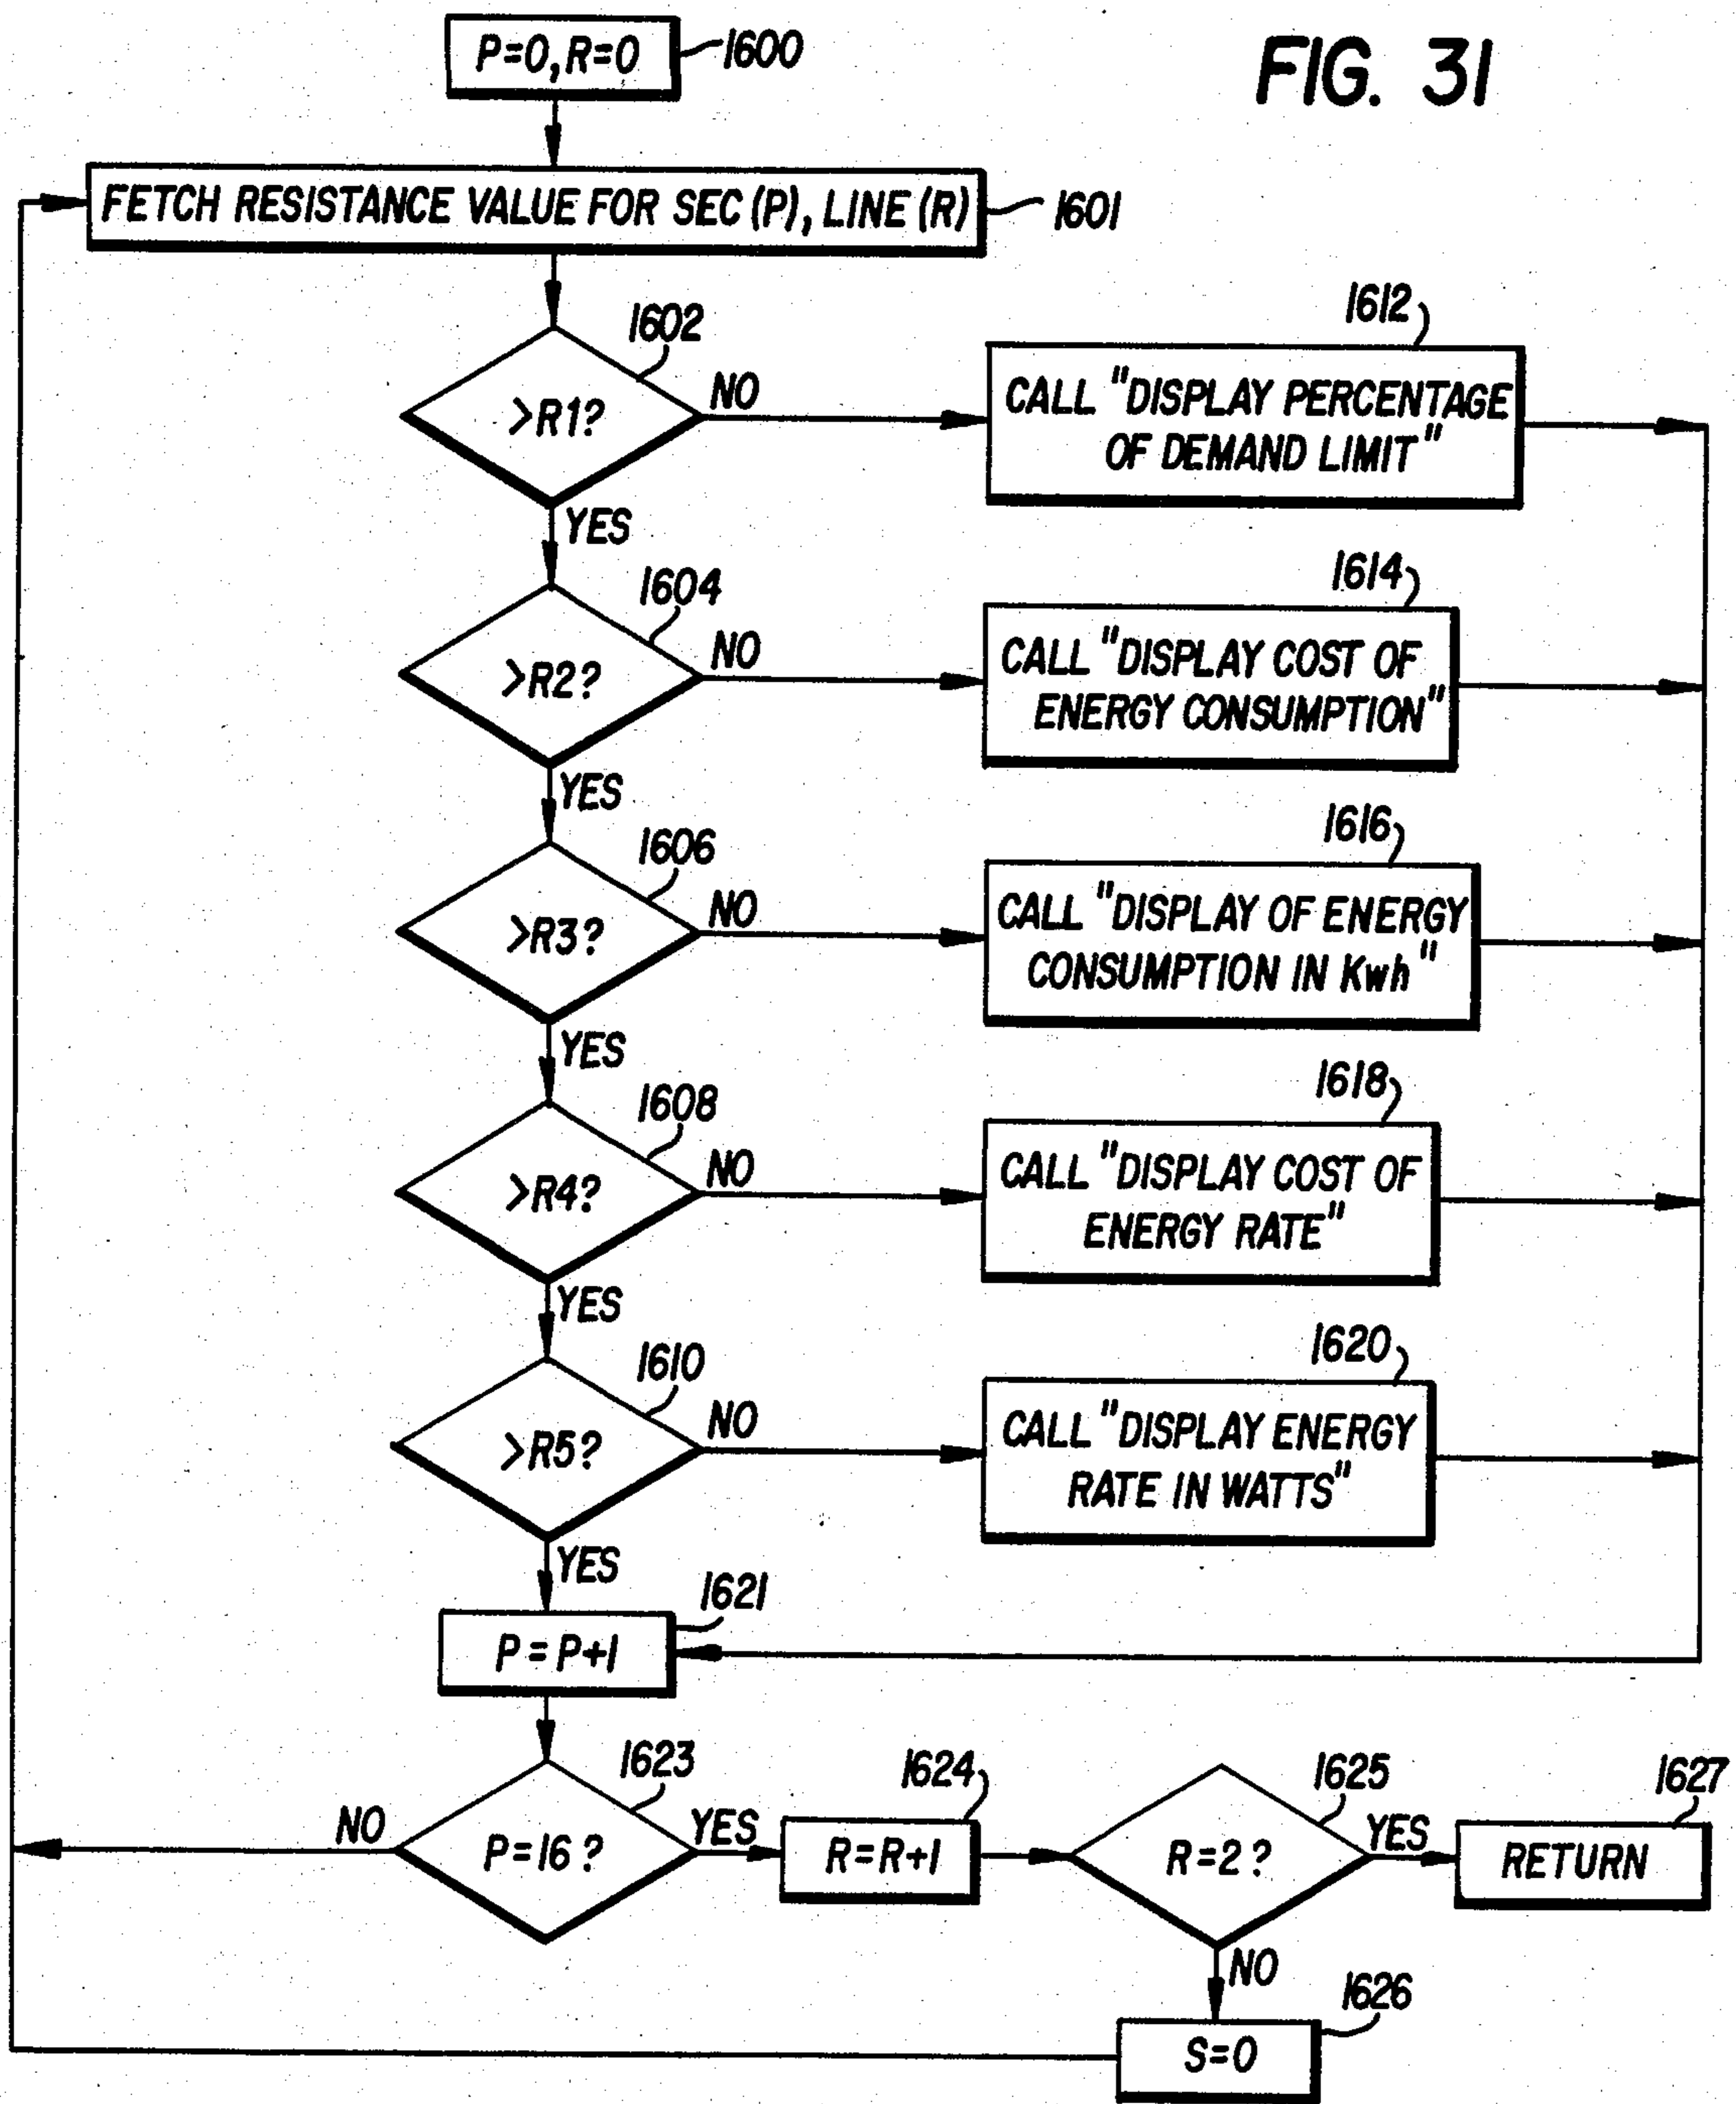 FIG. 31
P=0, R=0
1600
FETCH RESISTANCE VALUE FOR SEC (P), LINE (R)
1601
1602
>R1?
NO
YES
1612
CALL "DISPLAY PERCENTAGE
OF DEMAND LIMIT"
1604
>R2?
NO
YES
1614
CALL "DISPLAY COST OF
ENERGY CONSUMPTION"
1606
>R3?
NO
YES
1616
CALL "DISPLAY OF ENERGY
CONSUMPTION IN Kwh"
1608
>R4?
NO
YES
1618
CALL "DISPLAY COST OF
ENERGY RATE"
1610
>R5?
NO
YES
1620
CALL "DISPLAY ENERGY
RATE IN WATTS"
1621
P = P+1
1623
P=16?
NO
YES
1624
R=R+1
1625
R=2?
YES
NO
1627
RETURN
1626
S=0